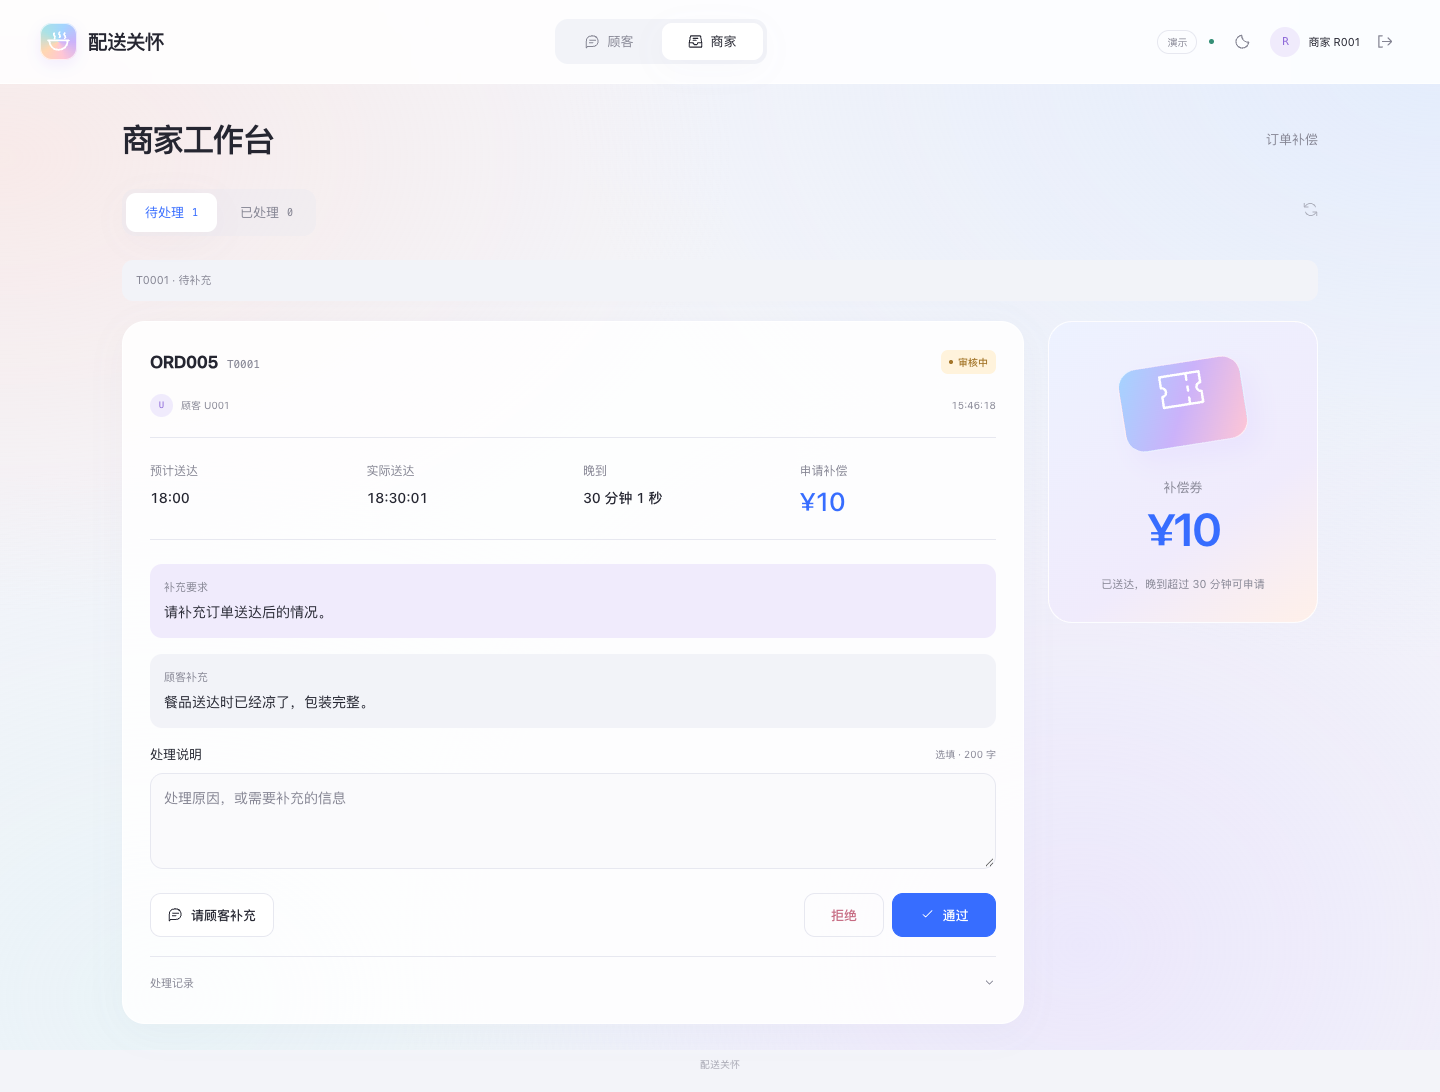 配送关怀
顾客
商家
演示
R
商家 R001
商家工作台
订单补偿
待处理 1
已处理 0
T0001 · 待补充
ORD005 T0001
审核中
U
顾客 U001
15:46:18
预计送达
18:00
实际送达
18:30:01
晚到
30 分钟 1 秒
申请补偿
¥10
补充要求
请补充订单送达后的情况。
顾客补充
餐品送达时已经凉了，包装完整。
处理说明
选填 · 200 字
处理原因，或需要补充的信息
请顾客补充
拒绝
通过
处理记录
补偿券
¥10
已送达，晚到超过 30 分钟可申请
配送关怀